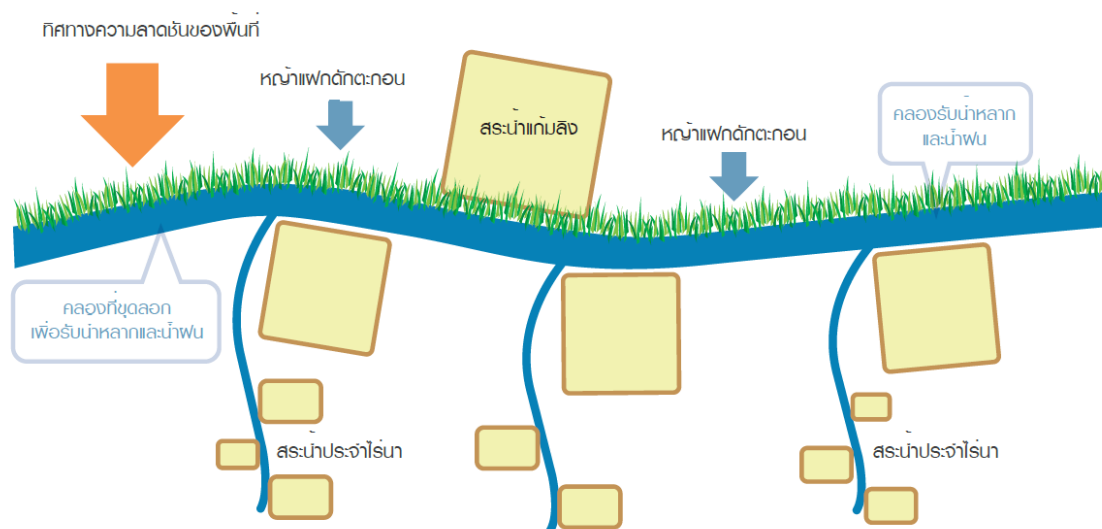 ทิศทางความลาดชันของพื้นที่
หญ้าแฝกดักตะกอน
สระน้ำแก้มลิง
หญ้าแฝกดักตะกอน
คลองรับน้ำหลาก
และน้ำฝน
คลองที่ขุดลอก
เพื่อรับน้ำหลากและน้ำฝน
สระน้ำประจำไร่นา
สระน้ำประจำไร่นา